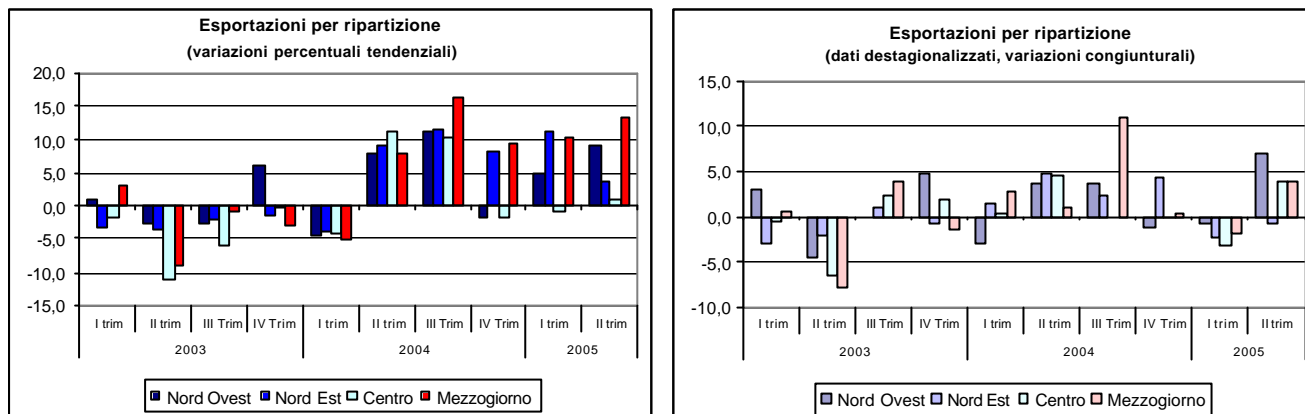 Esportazioni per ripartizione
(variazioni percentuali tendenziali)
20,0
15,0
10,0
5,0
0,0
-5,0
-10,0
-15,0
I trim II trim III Trim IV Trim I trim II trim III Trim IV Trim I trim II trim
2003 2004 2005
Nord Ovest Nord Est Centro Mezzogiorno
Esportazioni per ripartizione
(dati destagionalizzati, variazioni congiunturali)
15,0
10,0
5,0
0,0
-5,0
-10,0
I trim II trim III Trim IV Trim I trim II trim III Trim IV Trim I trim II trim
2003 2004 2005
Nord Ovest Nord Est Centro Mezzogiorno